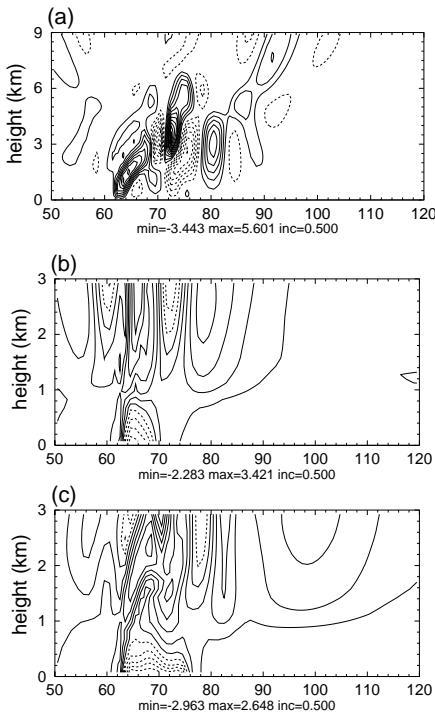 (a)
9
6
3
0
height (km)
50 60 70 80 90 100 110 120
min=-3.443 max=5.601 inc=0.500
(b)
3
2
1
0
height (km)
50 60 70 80 90 100 110 120
min=-2.283 max=3.421 inc=0.500
(c)
3
2
1
0
height (km)
50 60 70 80 90 100 110 120
min=-2.963 max=2.648 inc=0.500